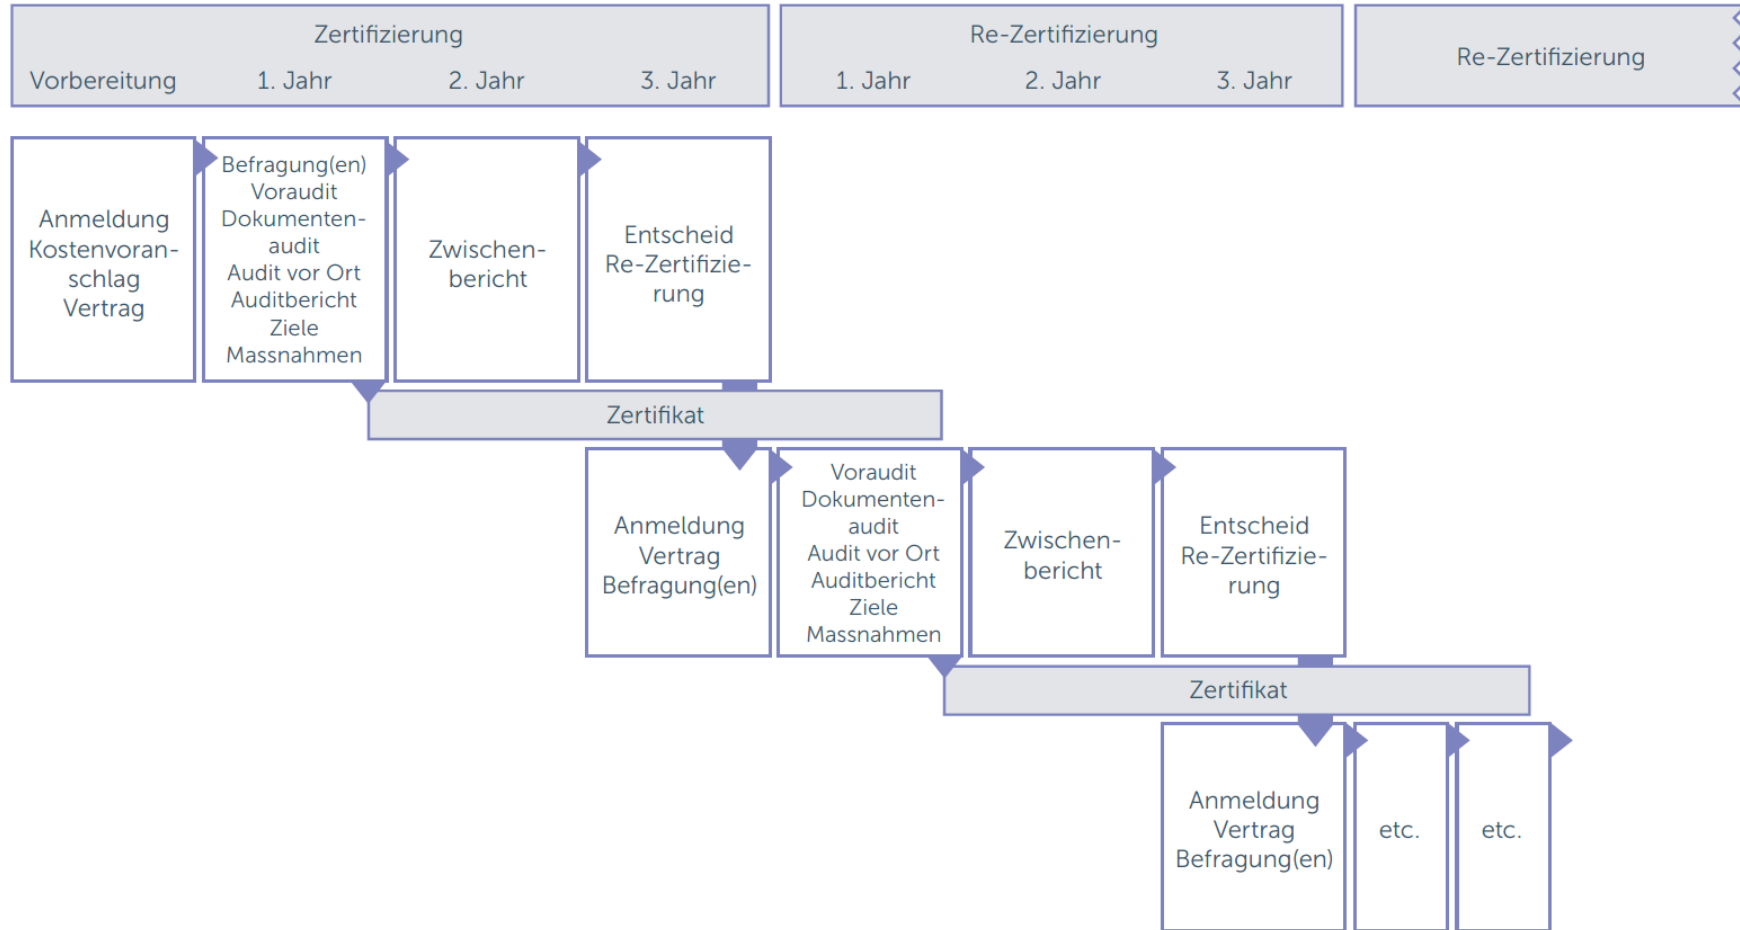 Zertifizierung
Vorbereitung
1. Jahr
2. Jahr
3. Jahr
Re-Zertifizierung
1. Jahr
2. Jahr
3. Jahr
Re-Zertifizierung
Anmeldung
Kostenvoran-
schlag
Vertrag
Befragung(en)
Voraudit
Dokumenten-
audit
Audit vor Ort
Auditbericht
Ziele
Massnahmen
Zwischen-
bericht
Entscheid
Re-Zertifizie-
rung
Zertifikat
Anmeldung
Vertrag
Befragung(en)
Voraudit
Dokumenten-
audit
Audit vor Ort
Auditbericht
Ziele
Massnahmen
Zwischen-
bericht
Entscheid
Re-Zertifizie-
rung
Zertifikat
Anmeldung
Vertrag
Befragung(en)
etc.
etc.